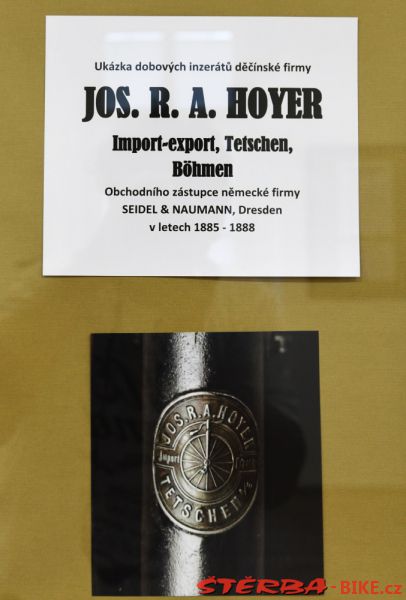 Ukázka dobových inzerátů děčínské firmy
JOS. R. A. HOYER
Import-export, Tetschen,
Böhmen
Obchodního zástupce německé firmy
SEIDEL & NAUMANN, Dresden
v letech 1885 - 1888
JOS.R.A.HOYER
Import
TETSCHEN
ŠTĚRBA-BIKE.cz